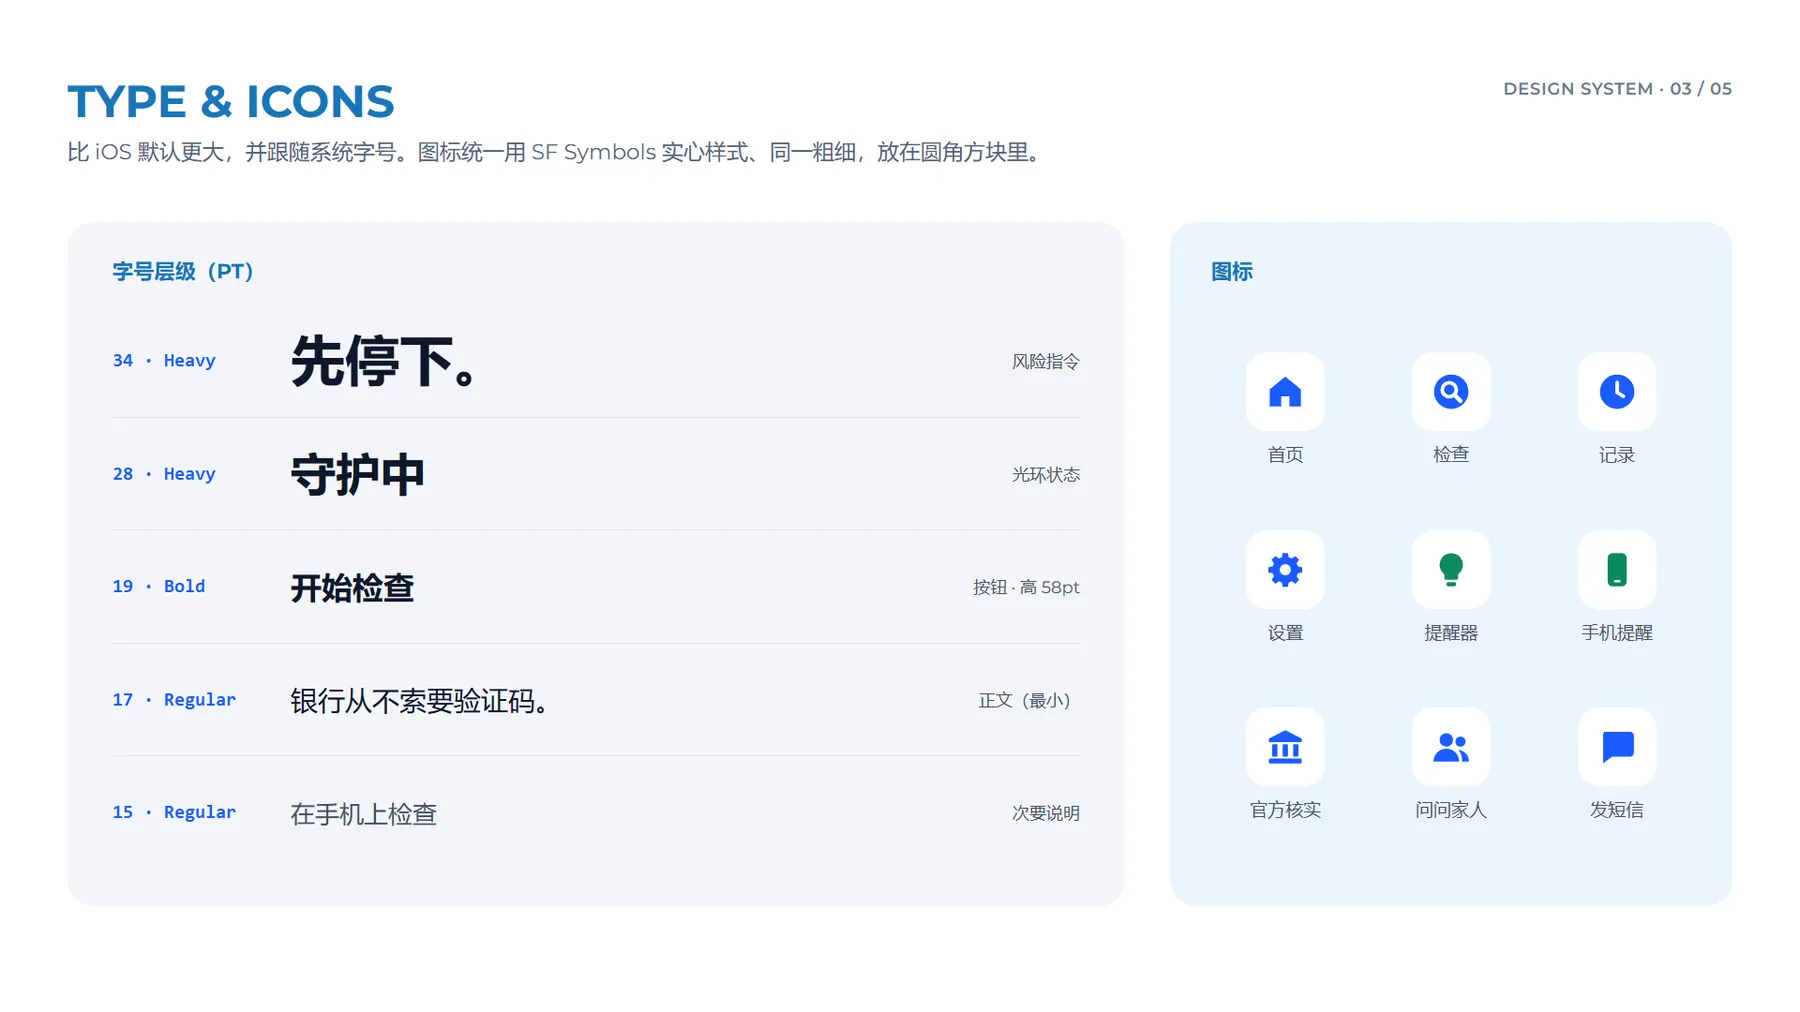 TYPE & ICONS
DESIGN SYSTEM · 03 / 05
比 iOS 默认更大，并跟随系统字号。图标统一用 SF Symbols 实心样式、同一粗细，放在圆角方块里。
字号层级（PT）
34 · Heavy 先停下。 风险指令
28 · Heavy 守护中 光环状态
19 · Bold 开始检查 按钮 · 高 58pt
17 · Regular 银行从不索要验证码。 正文（最小）
15 · Regular 在手机上检查 次要说明
图标
首页 检查 记录
设置 提醒器 手机提醒
官方核实 问问家人 发短信